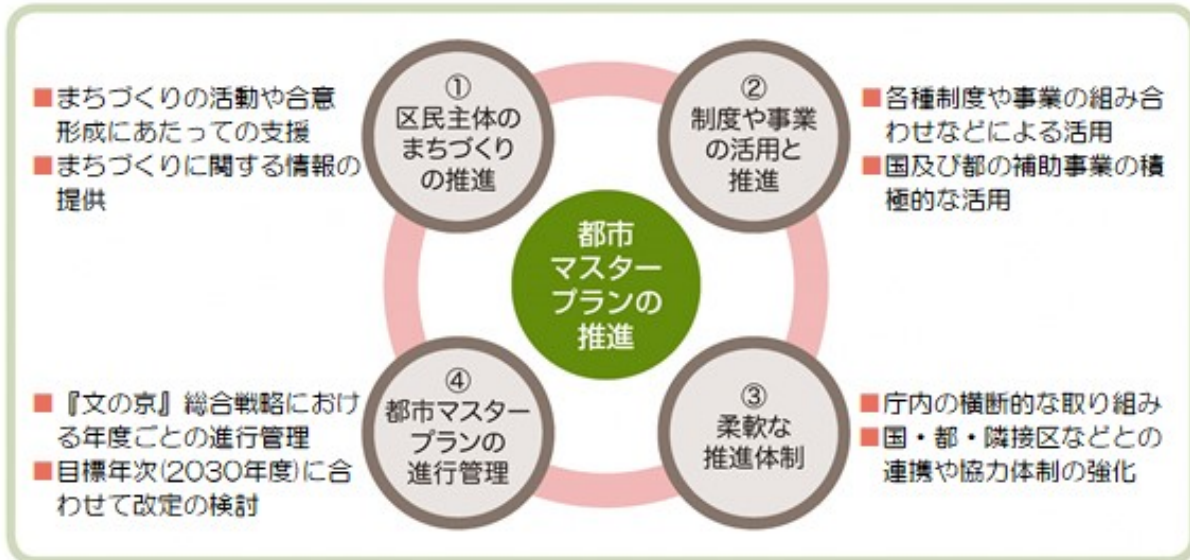 ■まちづくりの活動や合意
形成にあたっての支援
■まちづくりに関する情報の
提供
①
区民主体の
まちづくり
の推進
②
制度や事業
の活用と
推進
■各種制度や事業の組み合
わせなどによる活用
■国及び都の補助事業の積
極的な活用
都市
マスター
プランの
推進
■『文の京』総合戦略におけ
る年度ごとの進行管理
■目標年次(2030年度)に合
わせて改定の検討
④
都市マスター
プランの
進行管理
③
柔軟な
推進体制
■庁内の横断的な取り組み
■国・都・隣接区などとの
連携や協力体制の強化